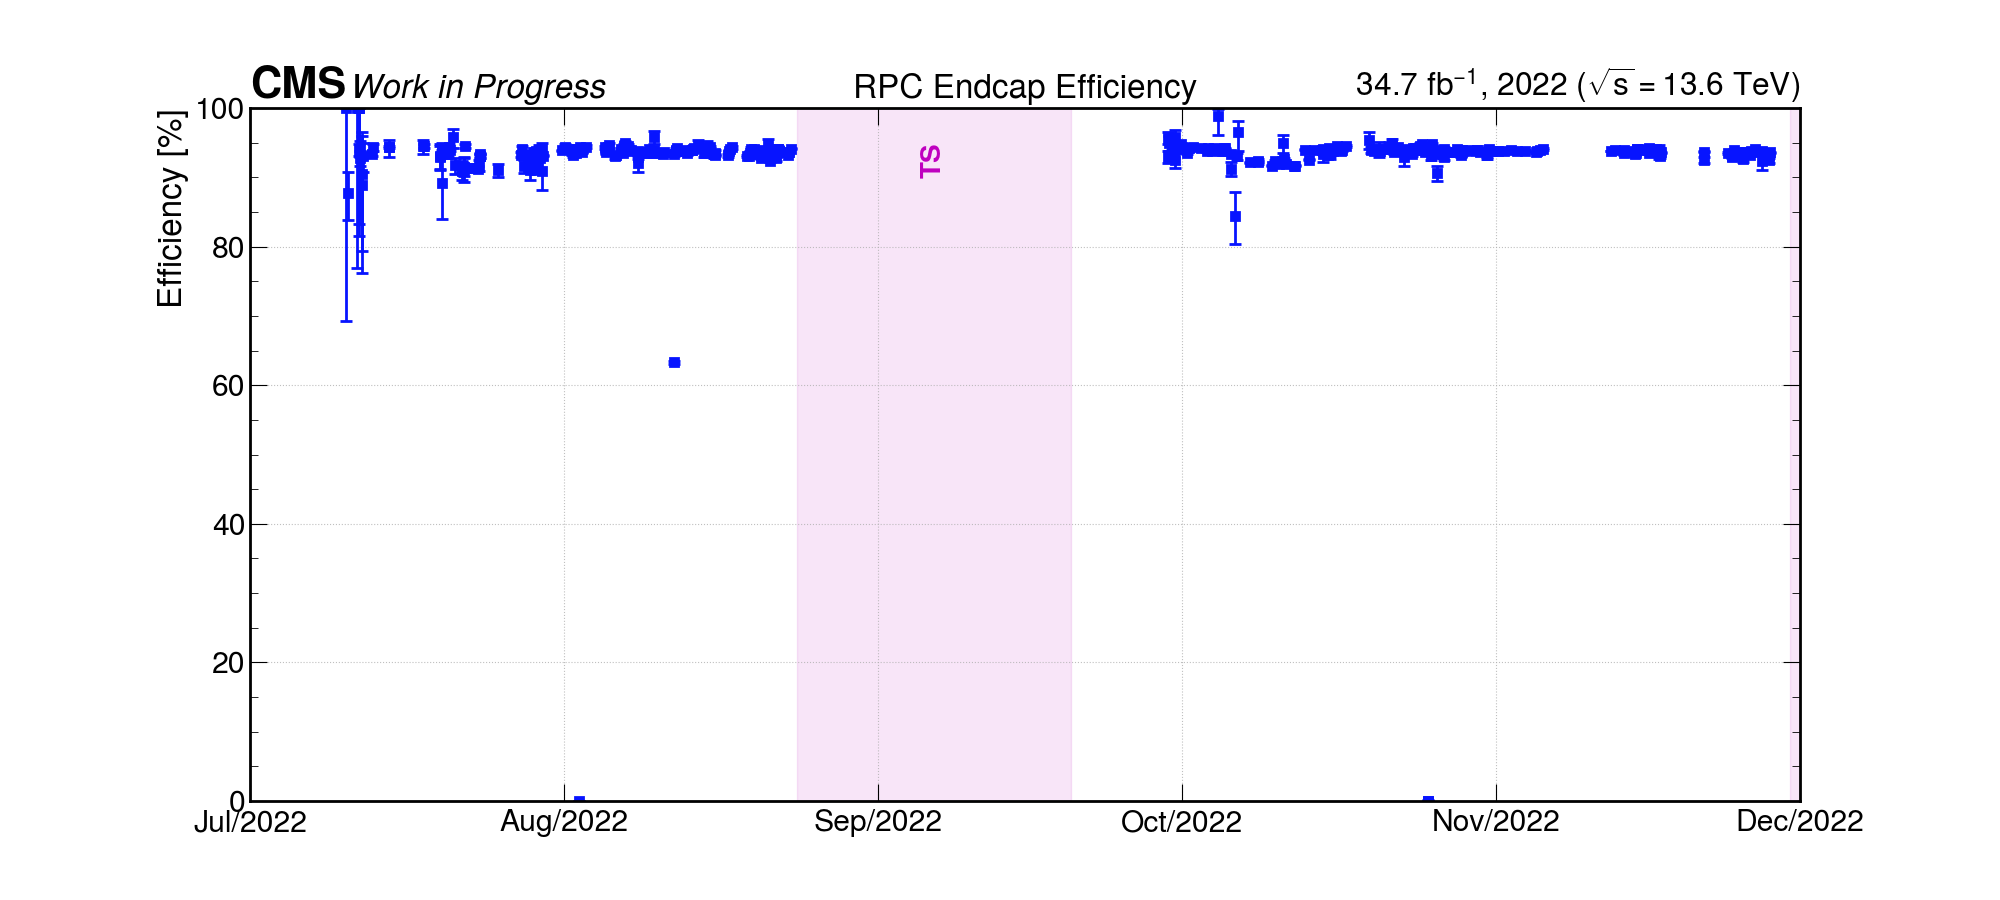 CMS Work in Progress RPC Endcap Efficiency 34.7 fb⁻¹, 2022 (√s = 13.6 TeV)
Efficiency [%]
100
80
60
40
20
0
TS
Jul/2022 Aug/2022 Sep/2022 Oct/2022 Nov/2022 Dec/2022